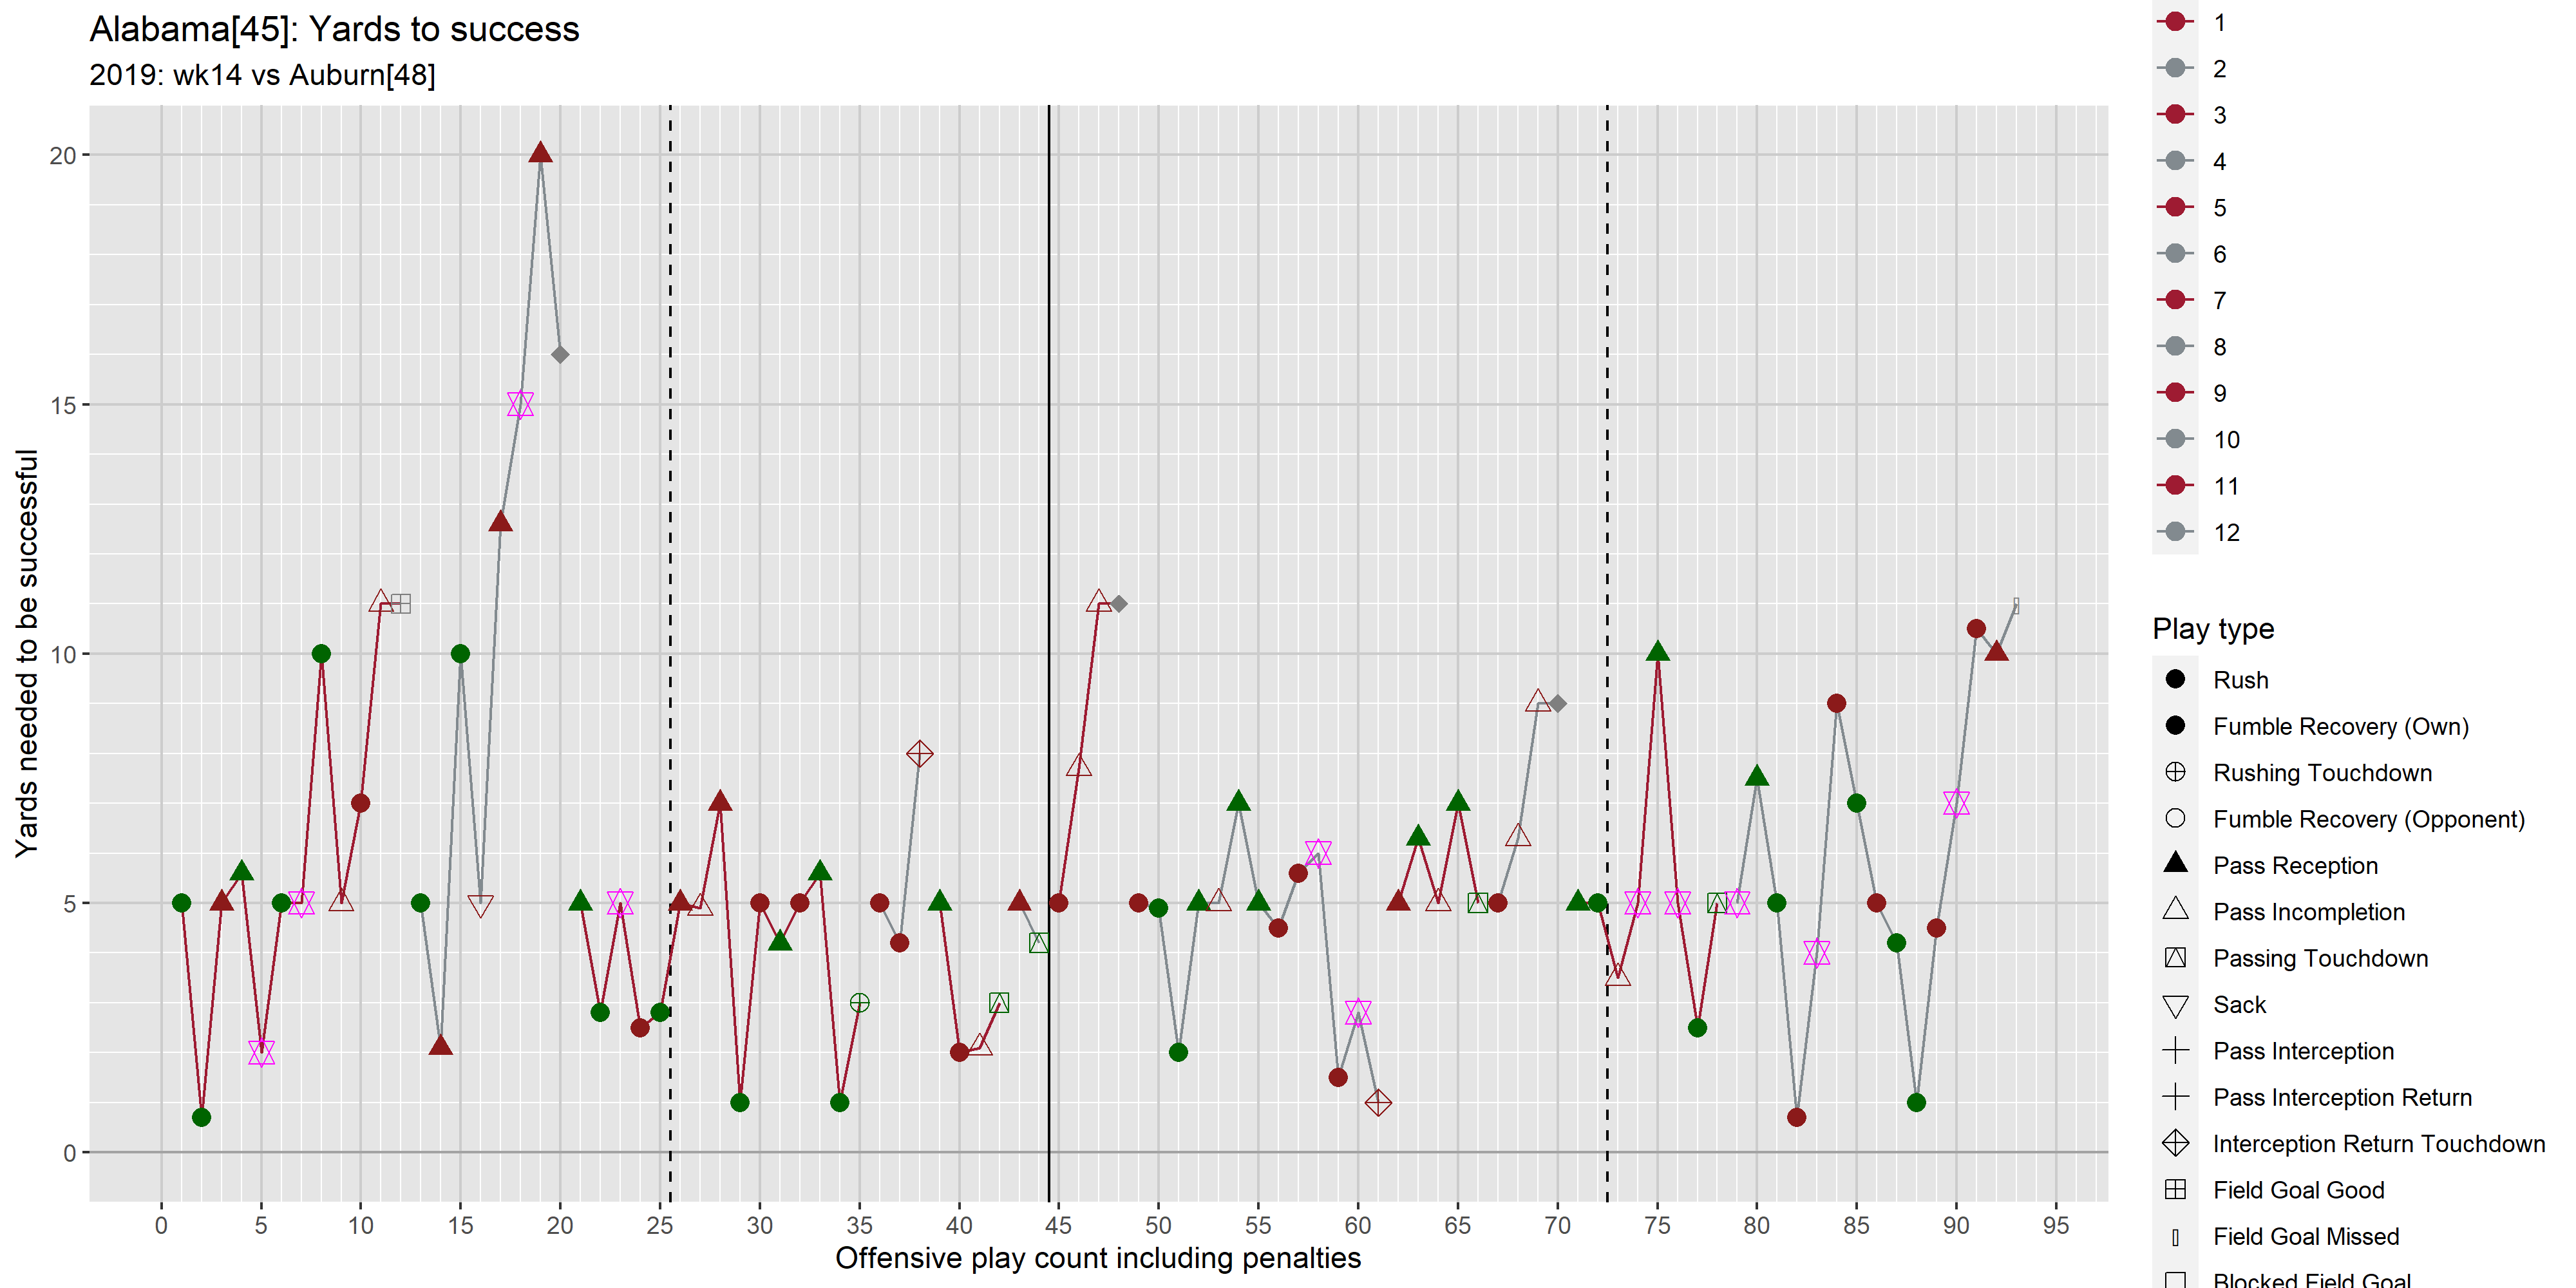 Alabama[45]: Yards to success
2019: wk14 vs Auburn[48]
Yards needed to be successful
20
15
10
5
0
0 5 10 15 20 25 30 35 40 45 50 55 60 65 70 75 80 85 90 95
Offensive play count including penalties
1
2
3
4
5
6
7
8
9
10
11
12
Play type
Rush
Fumble Recovery (Own)
Rushing Touchdown
Fumble Recovery (Opponent)
Pass Reception
Pass Incompletion
Passing Touchdown
Sack
Pass Interception
Pass Interception Return
Interception Return Touchdown
Field Goal Good
Field Goal Missed
Blocked Field Goal